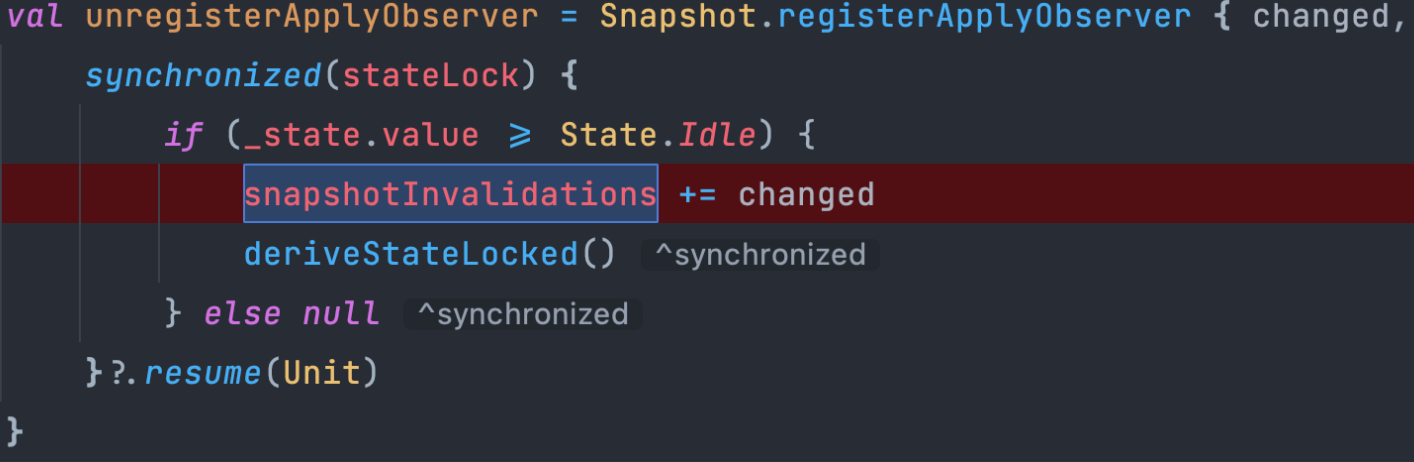 val unregisterApplyObserver = Snapshot.registerApplyObserver { changed,
synchronized(stateLock) {
if (_state.value ⩾ State.Idle) {
snapshotInvalidations += changed
deriveStateLocked() ^synchronized
} else null ^synchronized
}?.resume(Unit)
}